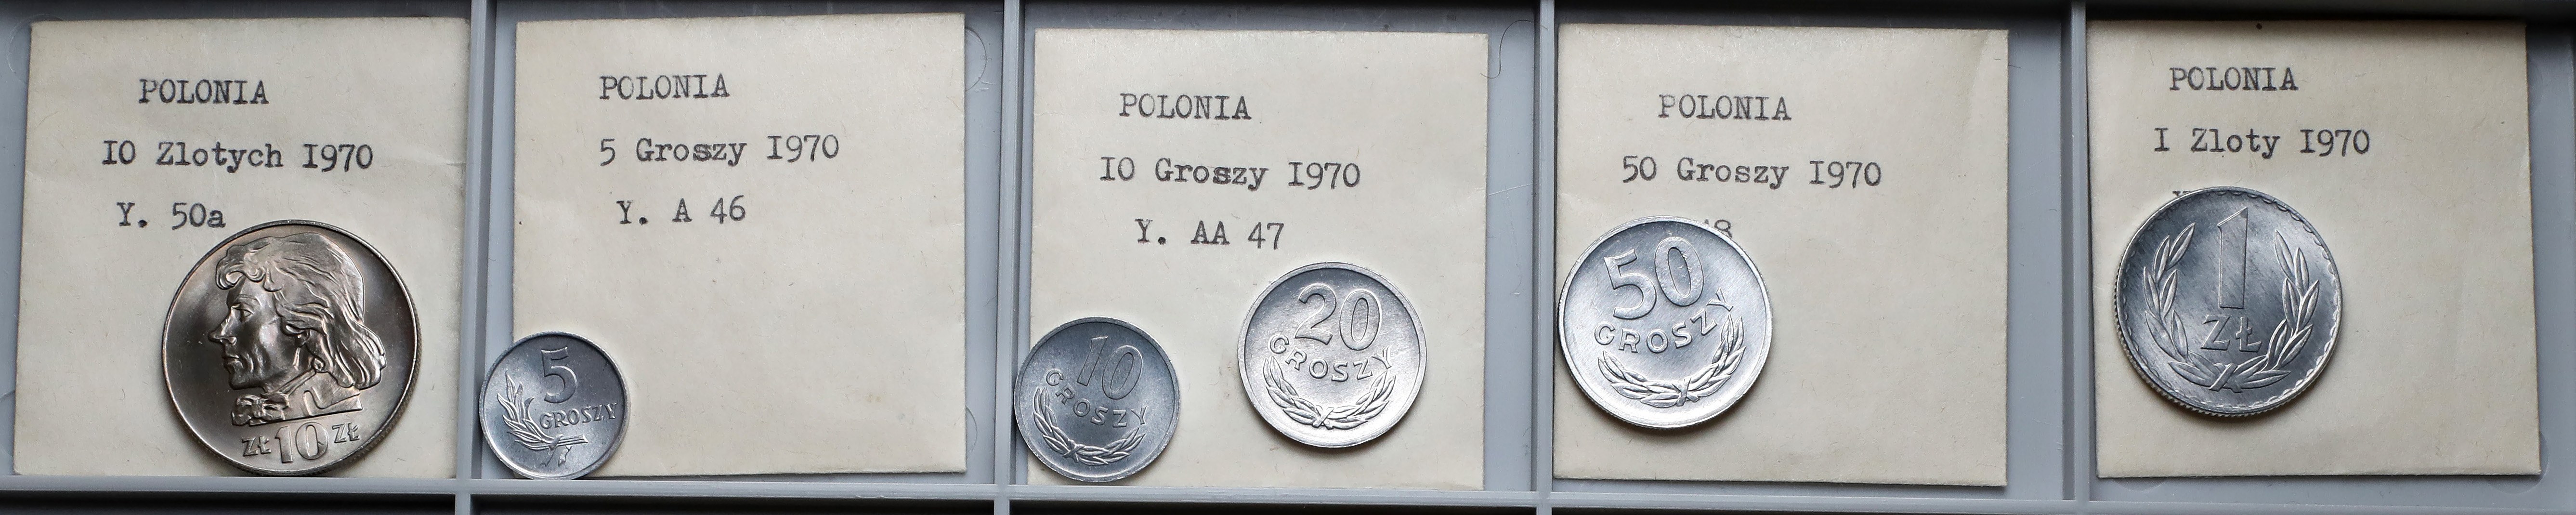 POLONIA
IO Zlotych I970
Y. 50a
ZŁ 10 ZŁ
POLONIA
5 Groszy I970
Y. A 46
5
GROSZY
POLONIA
IO Groszy I970
Y. AA 47
10
GROSZY
20
GROSZY
POLONIA
50 Groszy I970
50
GROSZY
POLONIA
I Zloty I970
1
ZŁ